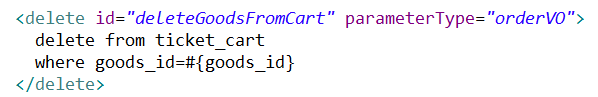 <delete id="deleteGoodsFromCart" parameterType="orderVO">
delete from ticket_cart
where goods_id=#{goods_id}
</delete>